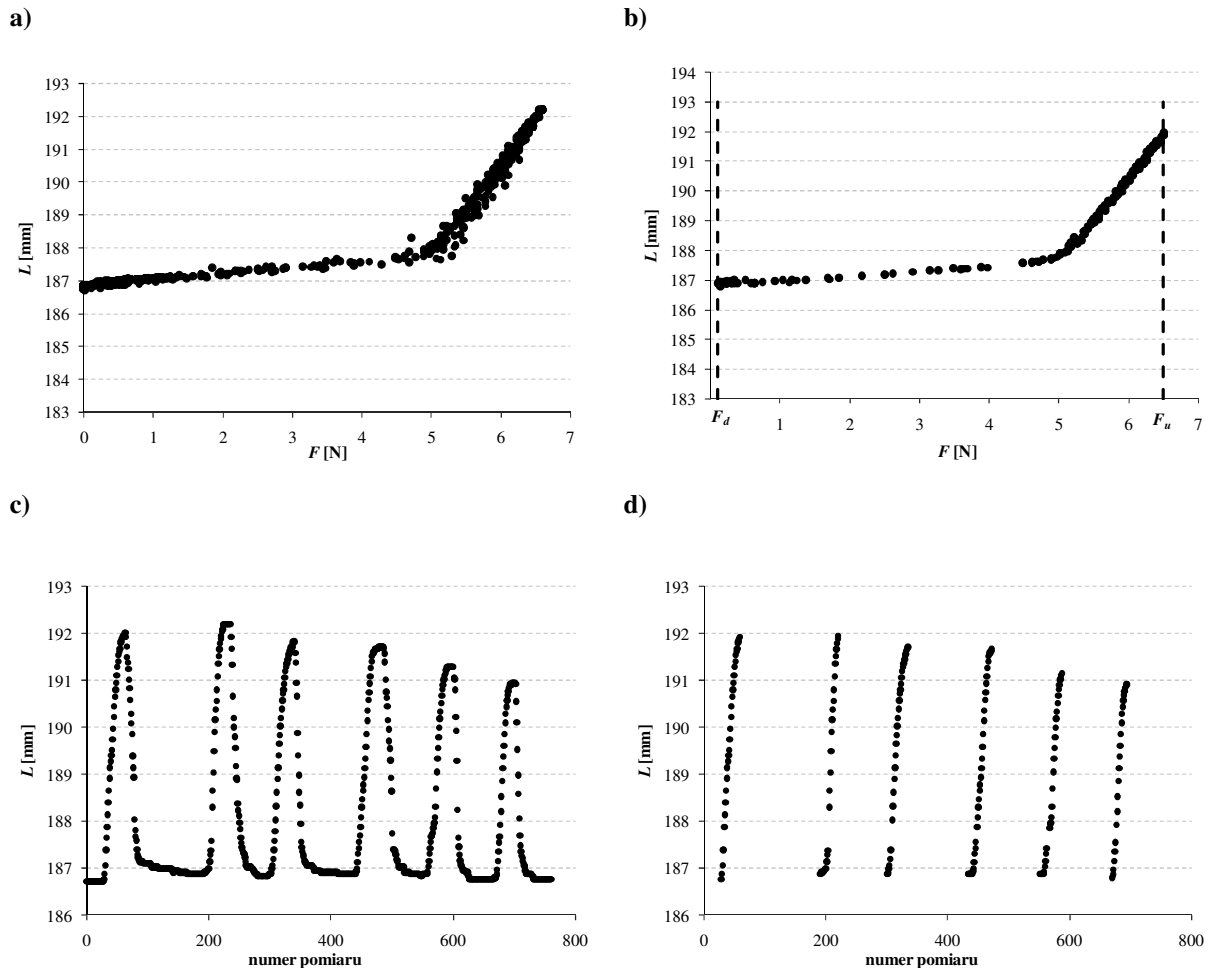 a)
193
192
191
190
189
188
187
186
185
184
183
L [mm]
0 1 2 3 4 5 6 7
F [N]
b)
194
193
192
191
190
189
188
187
186
185
184
183
L [mm]
F_d 1 2 3 4 5 6 F_u 7
F [N]
c)
193
192
191
190
189
188
187
186
L [mm]
0 200 400 600 800
numer pomiaru
d)
193
192
191
190
189
188
187
186
L [mm]
0 200 400 600 800
numer pomiaru